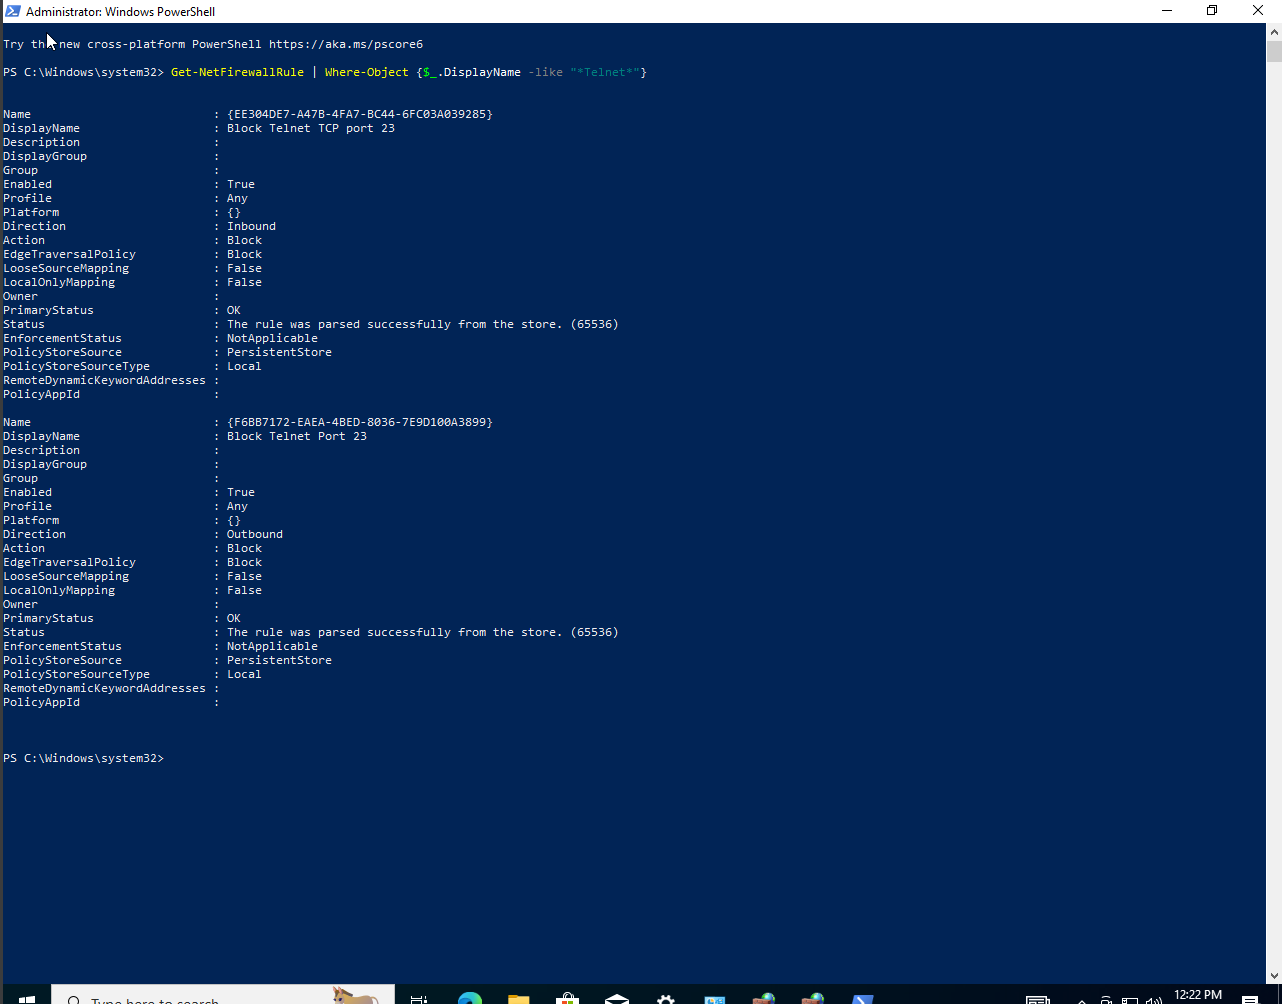 Administrator: Windows PowerShell
Try the new cross-platform PowerShell https://aka.ms/pscore6
PS C:\Windows\system32> Get-NetFirewallRule | Where-Object {$_.DisplayName -like "*Telnet*"}
Name : {EE304DE7-A47B-4FA7-BC44-6FC03A039285}
DisplayName : Block Telnet TCP port 23
Description :
DisplayGroup :
Group :
Enabled : True
Profile : Any
Platform : {}
Direction : Inbound
Action : Block
EdgeTraversalPolicy : Block
LooseSourceMapping : False
LocalOnlyMapping : False
Owner :
PrimaryStatus : OK
Status : The rule was parsed successfully from the store. (65536)
EnforcementStatus : NotApplicable
PolicyStoreSource : PersistentStore
PolicyStoreSourceType : Local
RemoteDynamicKeywordAddresses :
PolicyAppId :
Name : {F6BB7172-EAEA-4BED-8036-7E9D100A3899}
DisplayName : Block Telnet Port 23
Description :
DisplayGroup :
Group :
Enabled : True
Profile : Any
Platform : {}
Direction : Outbound
Action : Block
EdgeTraversalPolicy : Block
LooseSourceMapping : False
LocalOnlyMapping : False
Owner :
PrimaryStatus : OK
Status : The rule was parsed successfully from the store. (65536)
EnforcementStatus : NotApplicable
PolicyStoreSource : PersistentStore
PolicyStoreSourceType : Local
RemoteDynamicKeywordAddresses :
PolicyAppId :
PS C:\Windows\system32>
Type here to search
12:22 PM